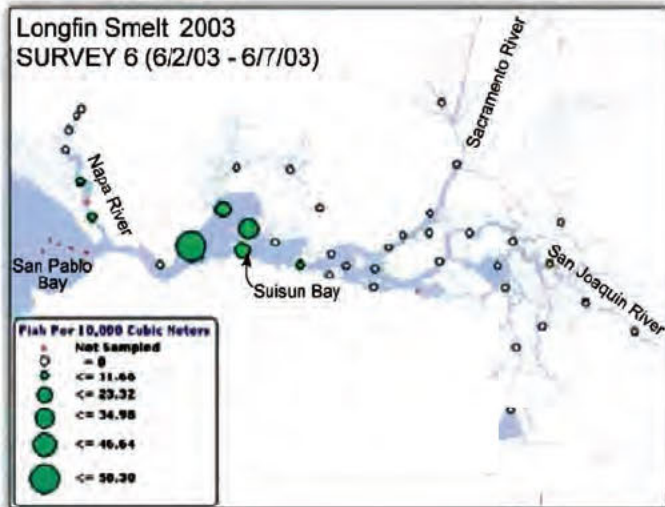 Longfin Smelt 2003
SURVEY 6 (6/2/03 - 6/7/03)
Sacramento River
Napa River
San Pablo
Bay
Suisun Bay
San Joaquin River
Fish Per 10,000 Cubic Meters
Not Sampled
= 0
<= 11.66
<= 23.32
<= 34.98
<= 46.64
<= 58.30